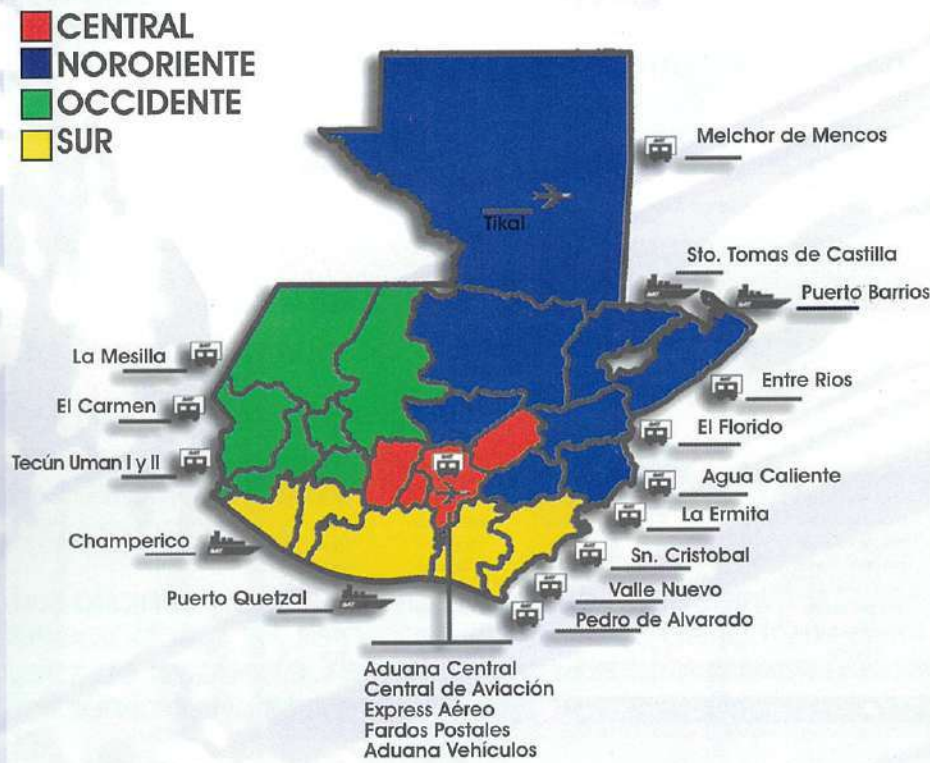 CENTRAL
NORORIENTE
OCCIDENTE
SUR
Melchor de Mencos
Tikal
Sto. Tomas de Castilla
Puerto Barrios
La Mesilla
Entre Rios
El Carmen
El Florido
Tecún Uman I y II
Agua Caliente
La Ermita
Champerico
Sn. Cristobal
Puerto Quetzal
Valle Nuevo
Pedro de Alvarado
Aduana Central
Central de Aviación
Express Aéreo
Fardos Postales
Aduana Vehículos